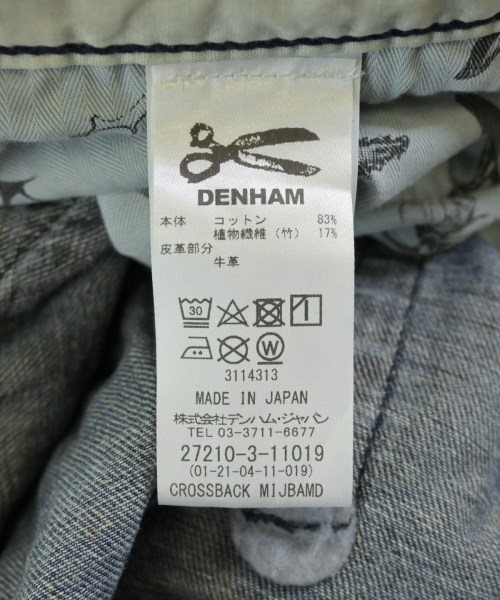 DENHAM
本体 コットン 83%
植物繊維(竹) 17%
皮革部分
牛革
30
W
3114313
MADE IN JAPAN
株式会社デンハム・ジャパン
TEL 03-3711-6677
27210-3-11019
(01-21-04-11-019)
CROSSBACK MIJBAMD